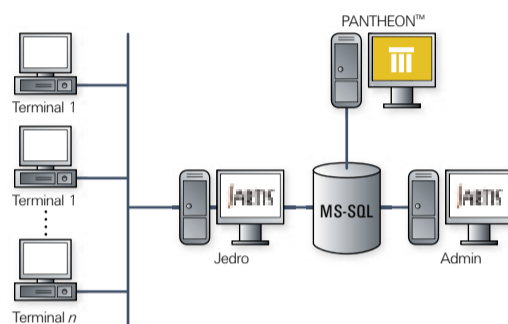 PANTHEON™
Terminal 1
Terminal 1
MS-SQL
Jedro
Admin
Terminal n